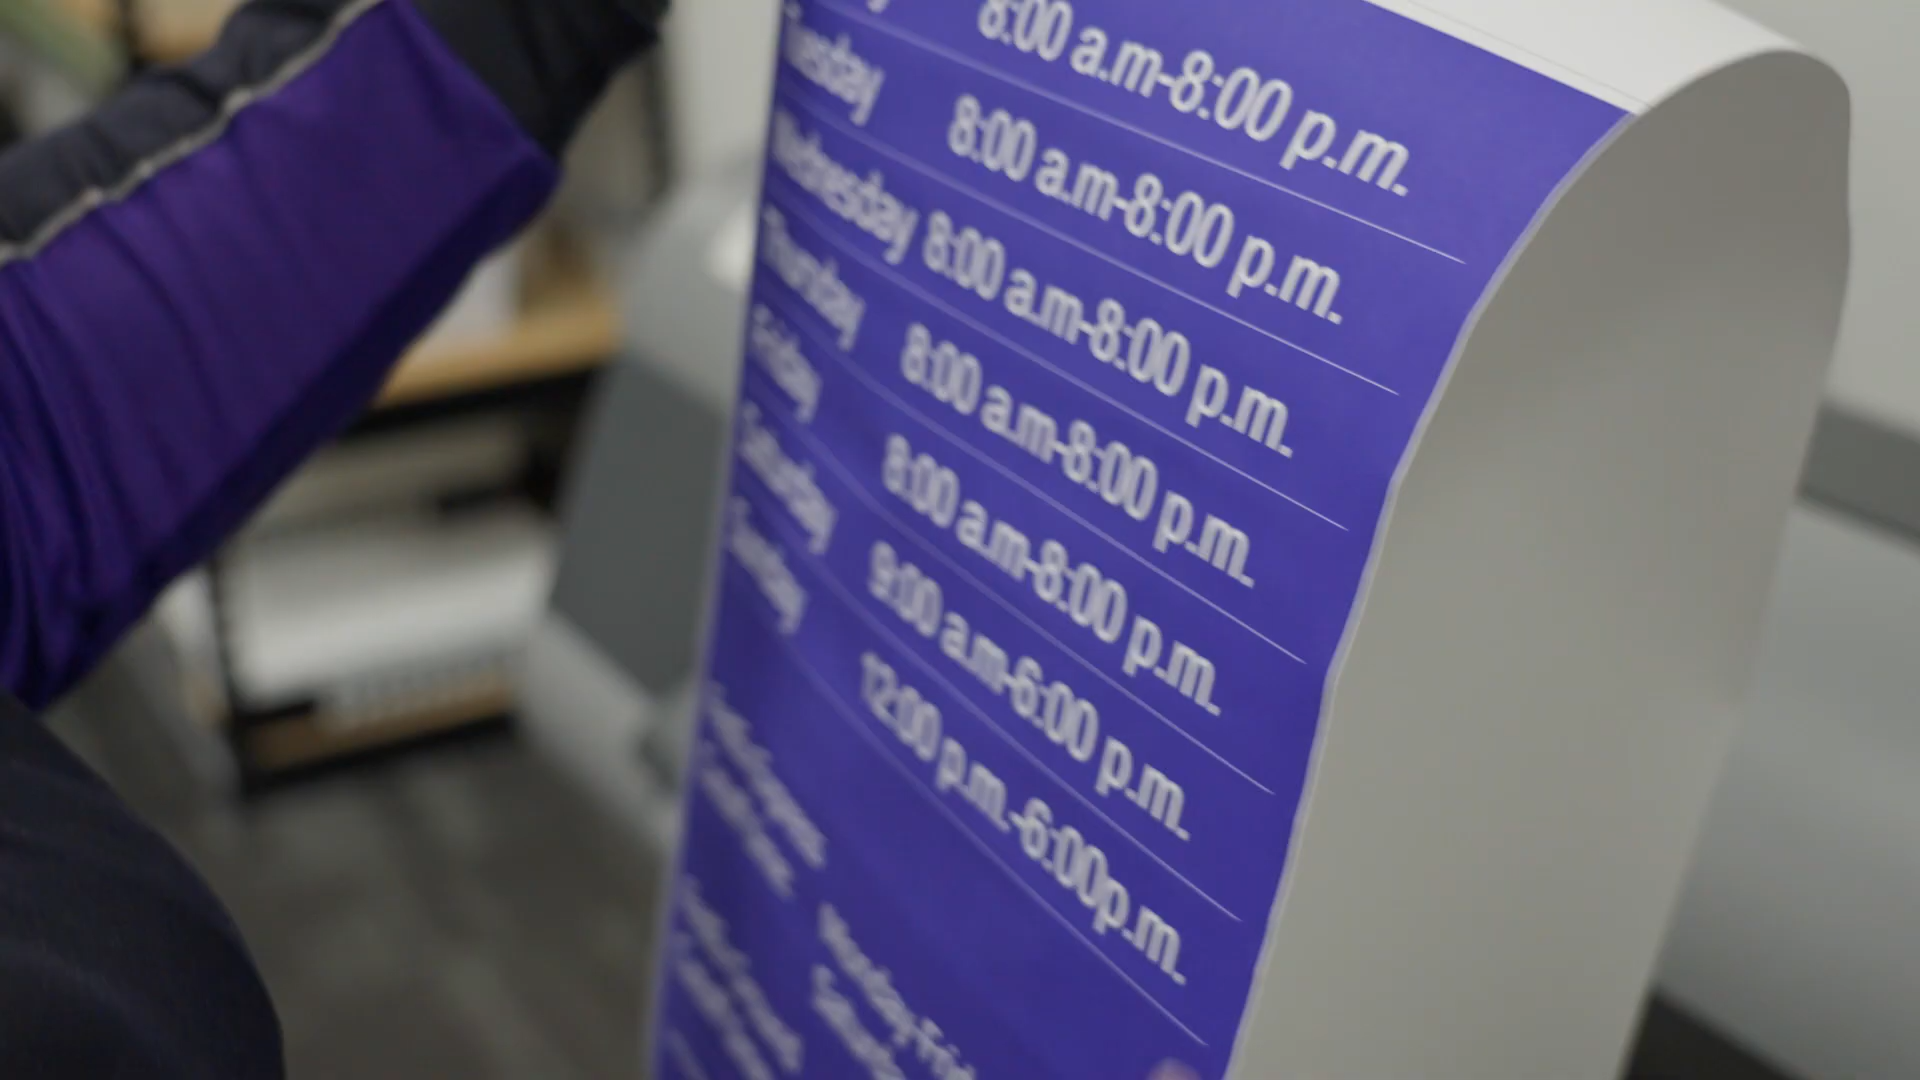 8:00 a.m-8:00 p.m.
Tuesday 8:00 a.m-8:00 p.m.
Wednesday 8:00 a.m-8:00 p.m.
Thursday 8:00 a.m-8:00 p.m.
Friday 8:00 a.m-8:00 p.m.
Saturday 9:00 a.m-6:00 p.m.
Sunday 12:00 p.m.-6:00p.m.